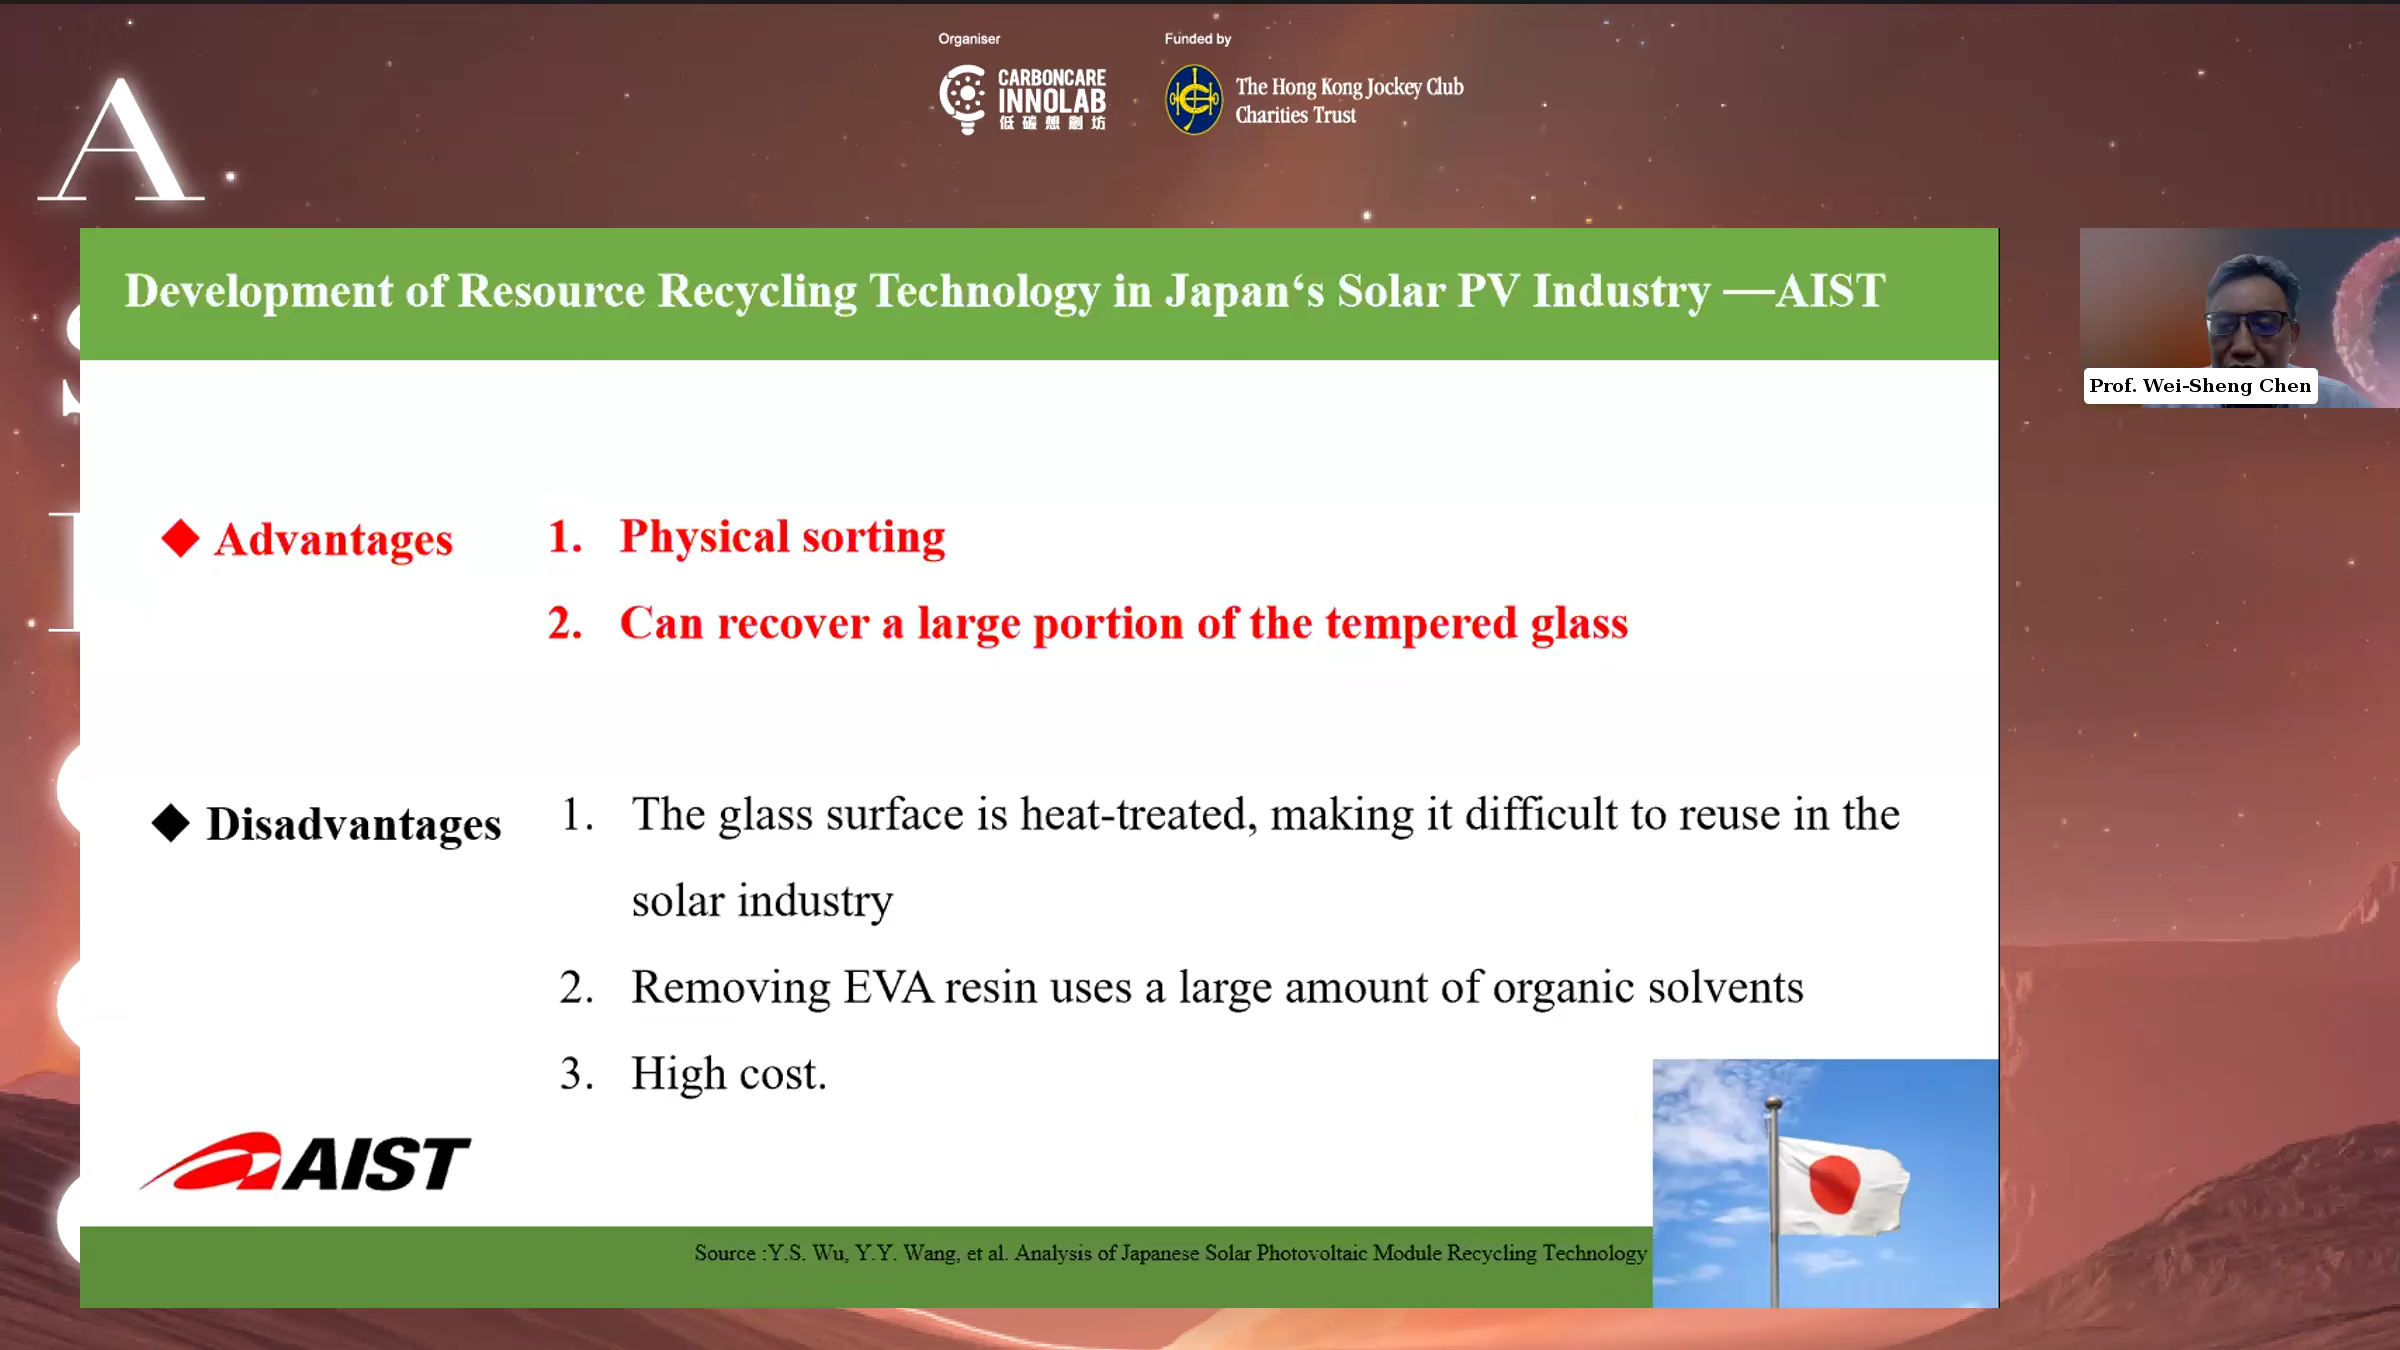 Organiser
Funded by
CARBONCARE
INNOLAB
低碳想創坊
The Hong Kong Jockey Club
Charities Trust
A
Development of Resource Recycling Technology in Japan‘s Solar PV Industry —AIST
Prof. Wei-Sheng Chen
◆ Advantages
1. Physical sorting
2. Can recover a large portion of the tempered glass
◆ Disadvantages
1. The glass surface is heat-treated, making it difficult to reuse in the
solar industry
2. Removing EVA resin uses a large amount of organic solvents
3. High cost.
AIST
Source :Y.S. Wu, Y.Y. Wang, et al. Analysis of Japanese Solar Photovoltaic Module Recycling Technology